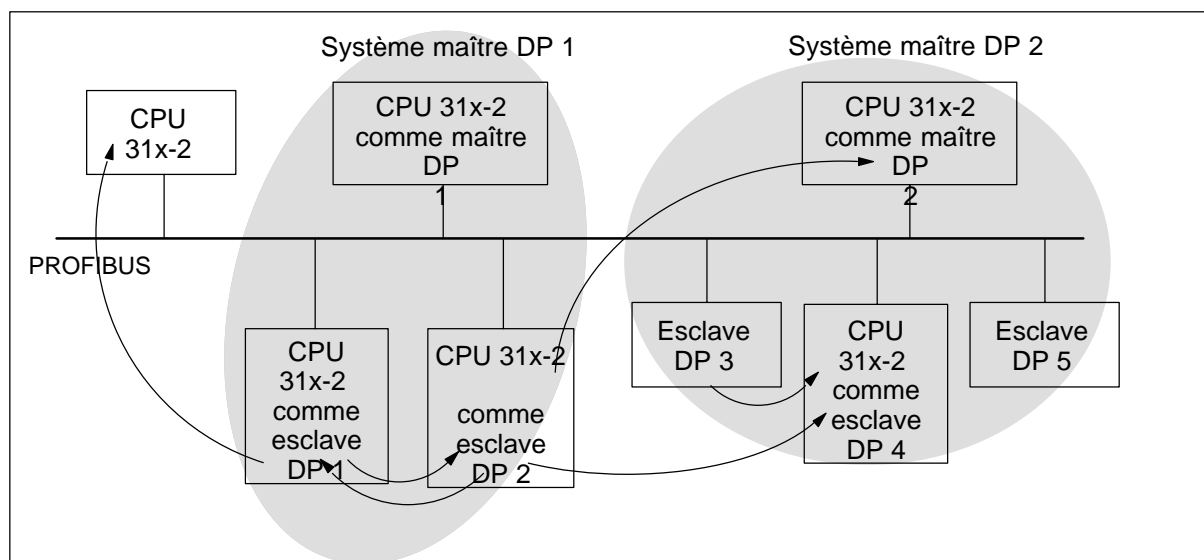 Système maître DP 1
Système maître DP 2
CPU
31x-2
CPU 31x-2
comme maître
DP
1
CPU 31x-2
comme maître
DP
2
PROFIBUS
CPU
31x-2
comme
esclave
DP 1
CPU 31x-2
comme
esclave
DP 2
Esclave
DP 3
CPU
31x-2
comme
esclave
DP 4
Esclave
DP 5